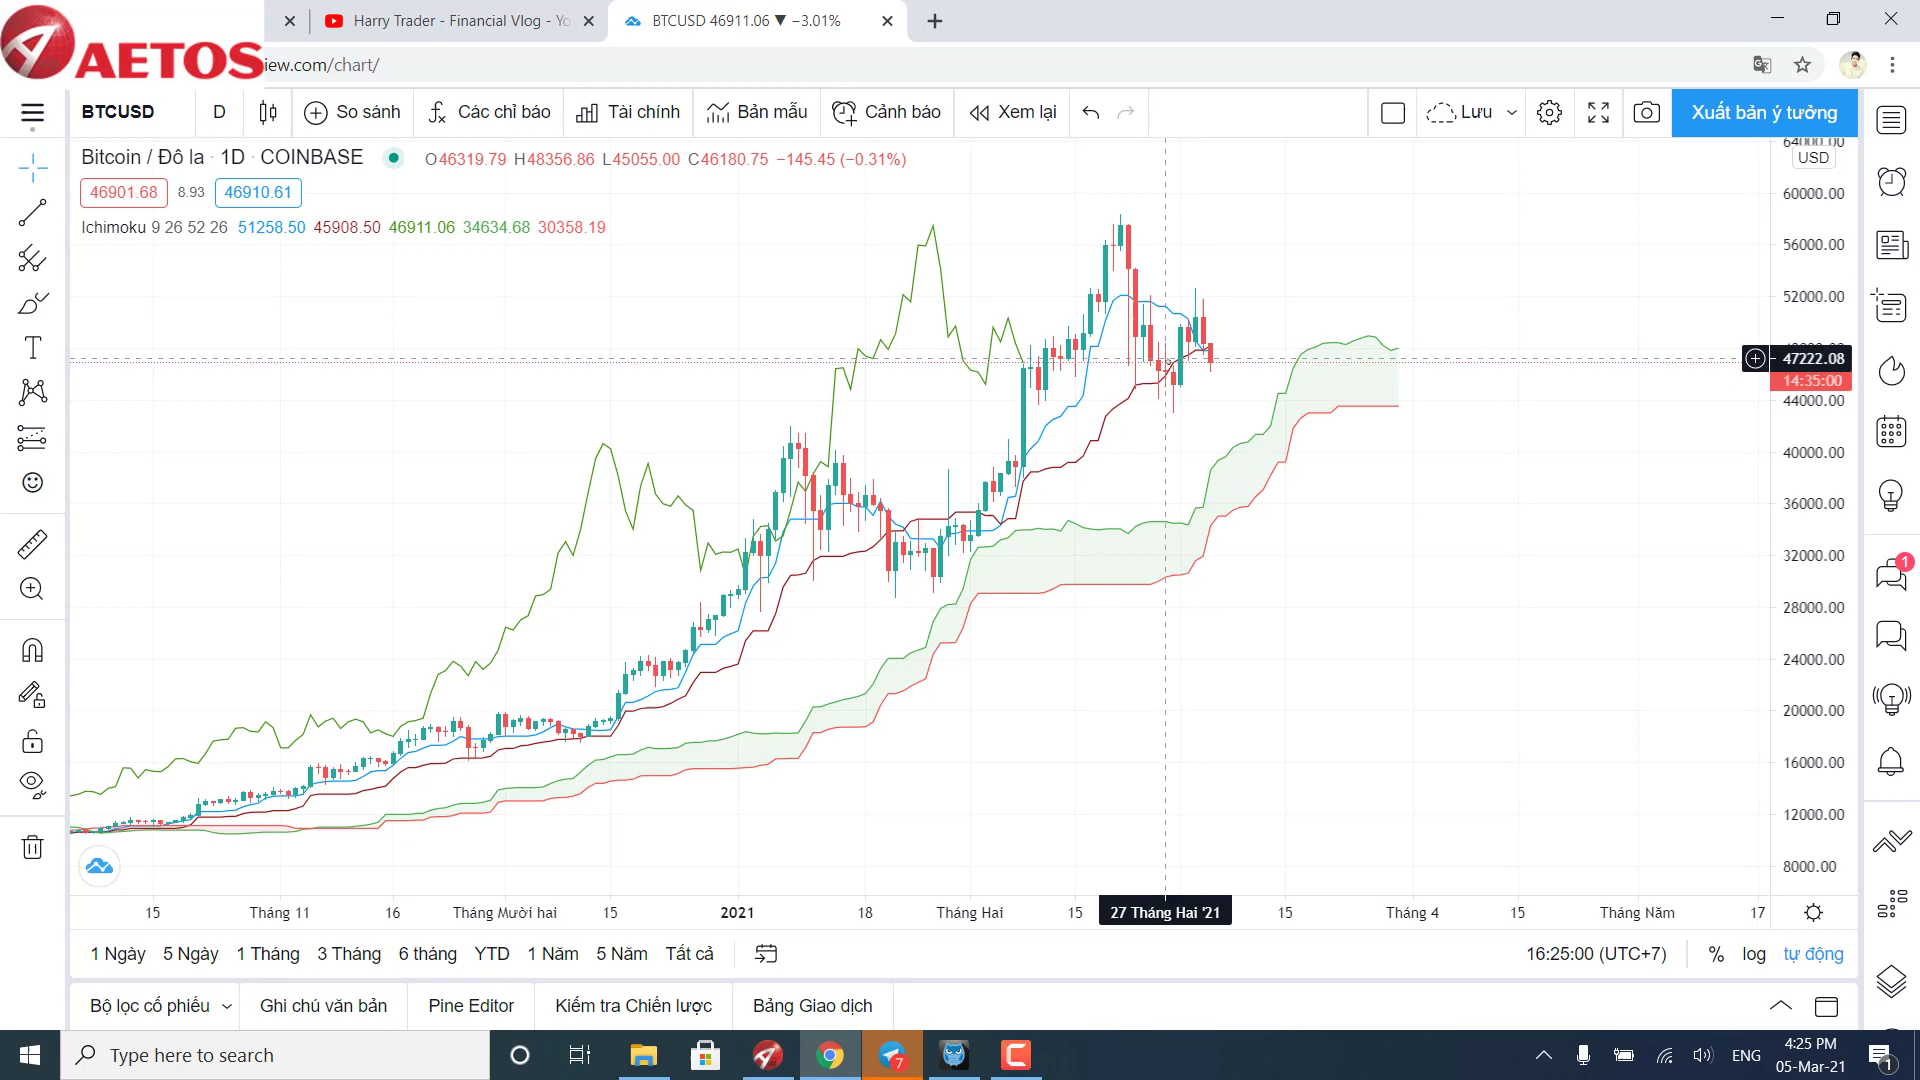 AETOS
Harry Trader - Financial Vlog - Yo
BTCUSD 46911.06 ▼ −3.01%
iew.com/chart/
BTCUSD
D
So sánh
Các chỉ báo
Tài chính
Bản mẫu
Cảnh báo
Xem lại
Lưu
Xuất bản ý tưởng
Bitcoin / Đô la · 1D · COINBASE
O46319.79 H48356.86 L45055.00 C46180.75 −145.45 (−0.31%)
46901.68 8.93 46910.61
Ichimoku 9 26 52 26 51258.50 45908.50 46911.06 34634.68 30358.19
64000.00
USD
60000.00
56000.00
52000.00
47222.08
14:35:00
44000.00
40000.00
36000.00
32000.00
28000.00
24000.00
20000.00
16000.00
12000.00
8000.00
1
15 Tháng 11 16 Tháng Mười hai 15 2021 18 Tháng Hai 15 27 Tháng Hai '21 15 Tháng 4 15 Tháng Năm 17
1 Ngày 5 Ngày 1 Tháng 3 Tháng 6 tháng YTD 1 Năm 5 Năm Tất cả
16:25:00 (UTC+7) % log tự động
Bộ lọc cổ phiếu Ghi chú văn bản Pine Editor Kiểm tra Chiến lược Bảng Giao dịch
Type here to search
7
ENG
4:25 PM
05-Mar-21
1